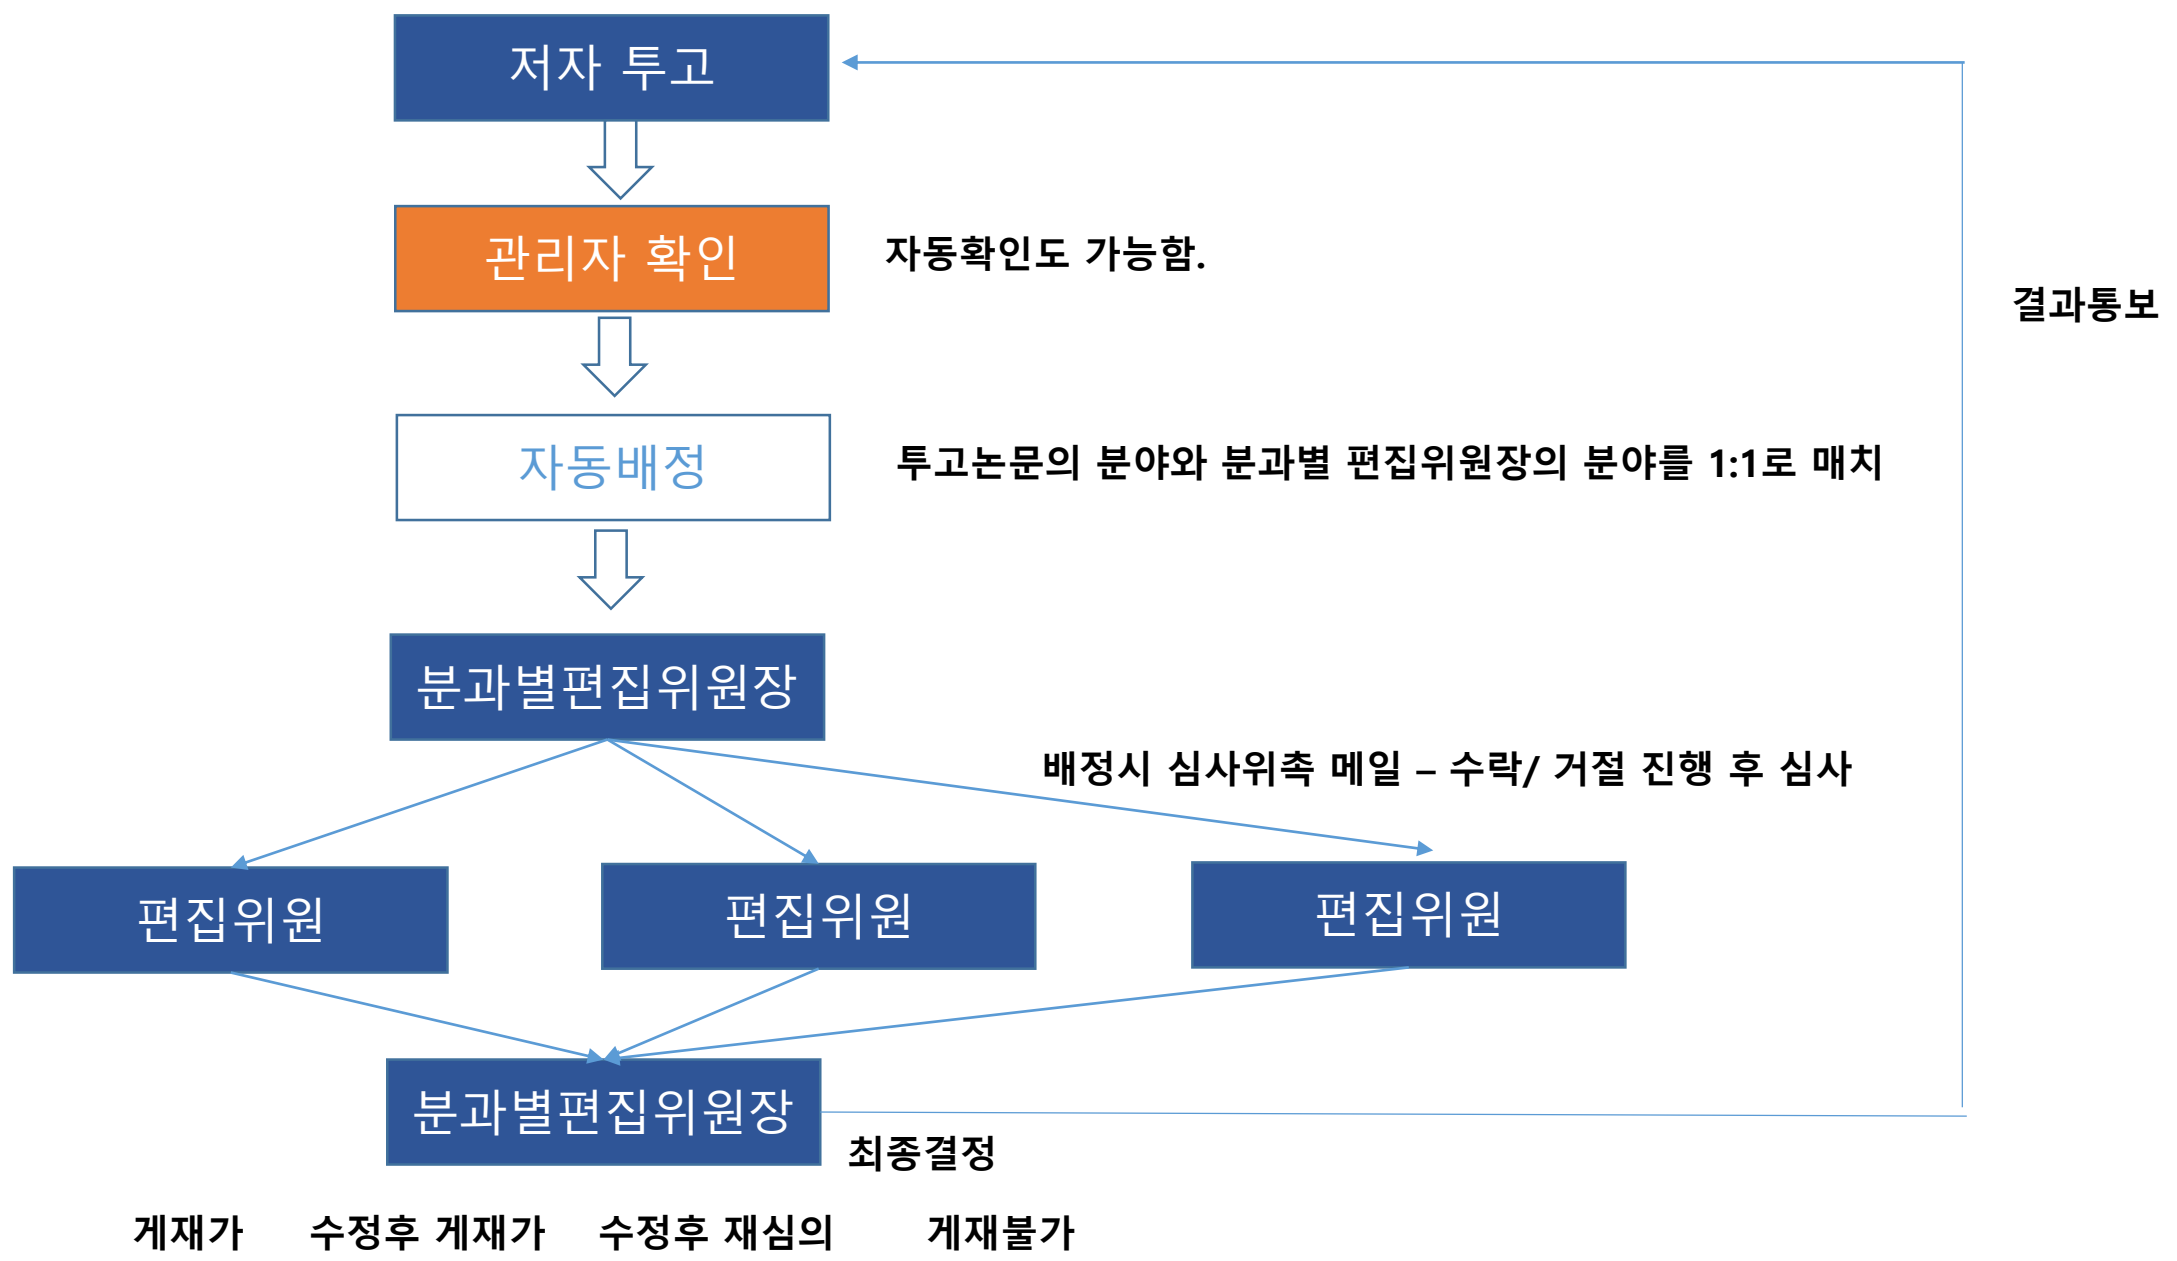 저자 투고
관리자 확인
자동확인도 가능함.
결과통보
자동배정
투고논문의 분야와 분과별 편집위원장의 분야를 1:1로 매치
분과별편집위원장
배정시 심사위촉 메일 – 수락/ 거절 진행 후 심사
편집위원
편집위원
편집위원
분과별편집위원장
최종결정
게재가
수정후 게재가
수정후 재심의
게재불가